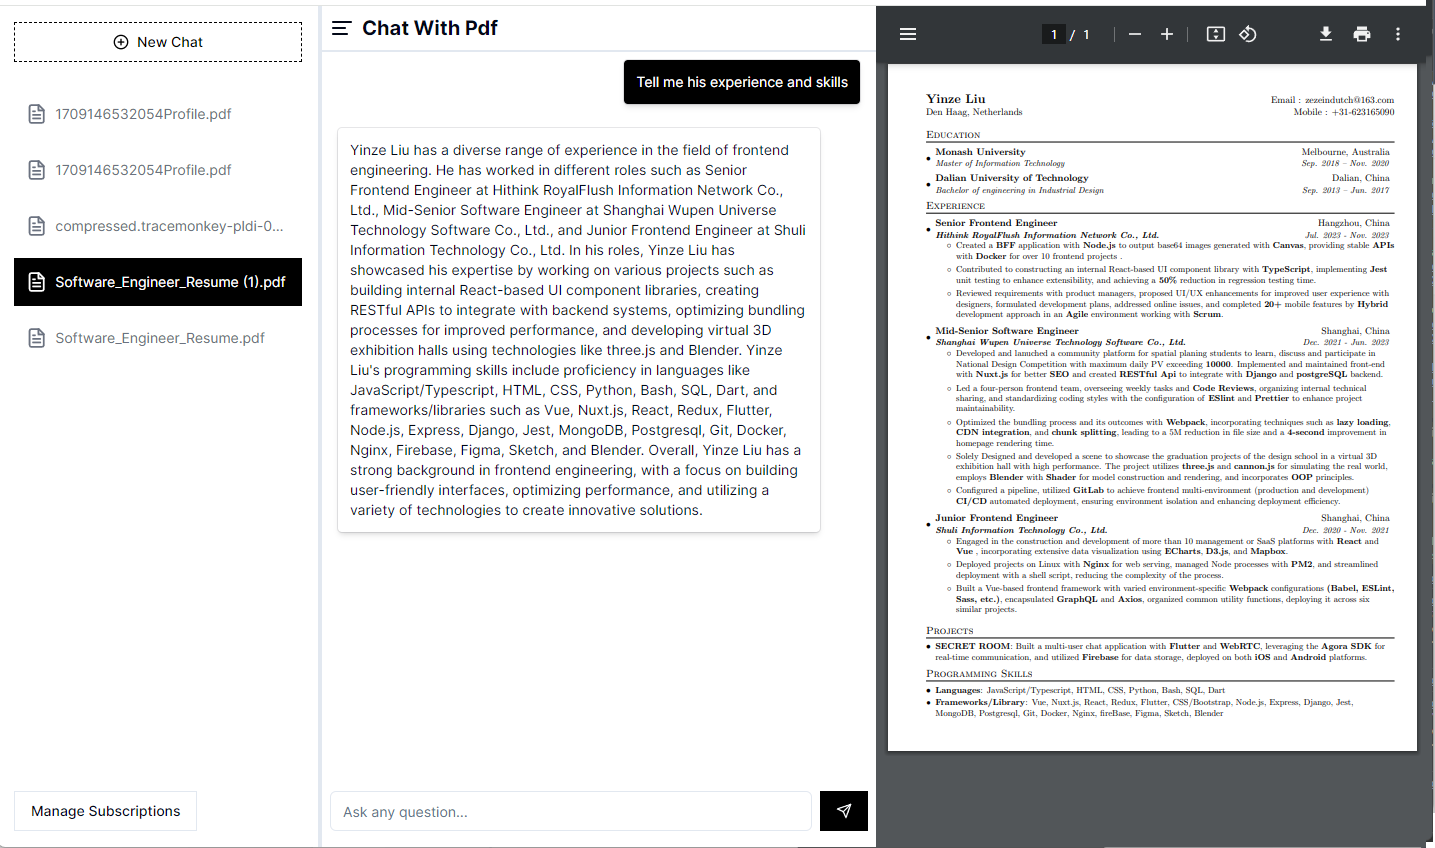 New Chat
1709146532054Profile.pdf
1709146532054Profile.pdf
compressed.tracemonkey-pldi-0...
Software_Engineer_Resume (1).pdf
Software_Engineer_Resume.pdf
Manage Subscriptions
Chat With Pdf
Tell me his experience and skills
Yinze Liu has a diverse range of experience in the field of frontend
engineering. He has worked in different roles such as Senior
Frontend Engineer at Hithink RoyalFlush Information Network Co.,
Ltd., Mid-Senior Software Engineer at Shanghai Wupen Universe
Technology Software Co., Ltd., and Junior Frontend Engineer at Shuli
Information Technology Co., Ltd. In his roles, Yinze Liu has
showcased his expertise by working on various projects such as
building internal React-based UI component libraries, creating
RESTful APIs to integrate with backend systems, optimizing bundling
processes for improved performance, and developing virtual 3D
exhibition halls using technologies like three.js and Blender. Yinze
Liu's programming skills include proficiency in languages like
JavaScript/Typescript, HTML, CSS, Python, Bash, SQL, Dart, and
frameworks/libraries such as Vue, Nuxt.js, React, Redux, Flutter,
Node.js, Express, Django, Jest, MongoDB, Postgresql, Git, Docker,
Nginx, Firebase, Figma, Sketch, and Blender. Overall, Yinze Liu has a
strong background in frontend engineering, with a focus on building
user-friendly interfaces, optimizing performance, and utilizing a
variety of technologies to create innovative solutions.
Ask any question...
1 / 1
Yinze Liu
Den Haag, Netherlands
Email : zezeindutch@163.com
Mobile : +31-623165090
Education
• Monash University Melbourne, Australia
Master of Information Technology Sep. 2018 – Nov. 2020
• Dalian University of Technology Dalian, China
Bachelor of engineering in Industrial Design Sep. 2013 – Jun. 2017
Experience
• Senior Frontend Engineer Hangzhou, China
Hithink RoyalFlush Information Network Co., Ltd. Jul. 2023 - Nov. 2023
◦ Created a BFF application with Node.js to output base64 images generated with Canvas, providing stable APIs
with Docker for over 10 frontend projects .
◦ Contributed to constructing an internal React-based UI component library with TypeScript, implementing Jest
unit testing to enhance extensibility, and achieving a 50% reduction in regression testing time.
◦ Reviewed requirements with product managers, proposed UI/UX enhancements for improved user experience with
designers, formulated development plans, addressed online issues, and completed 20+ mobile features by Hybrid
development approach in an Agile environment working with Scrum.
• Mid-Senior Software Engineer Shanghai, China
Shanghai Wupen Universe Technology Software Co., Ltd. Dec. 2021 - Jun. 2023
◦ Developed and launched a community platform for spatial planing students to learn, discuss and participate in
National Design Competition with maximum daily PV exceeding 10000. Implemented and maintained front-end
with Nuxt.js for better SEO and created RESTful Api to integrate with Django and postgreSQL backend.
◦ Led a four-person frontend team, overseeing weekly tasks and Code Reviews, organizing internal technical
sharing, and standardizing coding styles with the configuration of ESlint and Prettier to enhance project
maintainability.
◦ Optimized the bundling process and its outcomes with Webpack, incorporating techniques such as lazy loading,
CDN integration, and chunk splitting, leading to a 5M reduction in file size and a 4-second improvement in
homepage rendering time.
◦ Solely Designed and developed a scene to showcase the graduation projects of the design school in a virtual 3D
exhibition hall with high performance. The project utilizes three.js and cannon.js for simulating the real world,
employs Blender with Shader for model construction and rendering, and incorporates OOP principles.
◦ Configured a pipeline, utilized GitLab to achieve frontend multi-environment (production and development)
CI/CD automated deployment, ensuring environment isolation and enhancing deployment efficiency.
• Junior Frontend Engineer Shanghai, China
Shuli Information Technology Co., Ltd. Dec. 2020 - Nov. 2021
◦ Engaged in the construction and development of more than 10 management or SaaS platforms with React and
Vue , incorporating extensive data visualization using ECharts, D3.js, and Mapbox.
◦ Deployed projects on Linux with Nginx for web serving, managed Node processes with PM2, and streamlined
deployment with a shell script, reducing the complexity of the process.
◦ Built a Vue-based frontend framework with varied environment-specific Webpack configurations (Babel, ESLint,
Sass, etc.), encapsulated GraphQL and Axios, organized common utility functions, deploying it across six
similar projects.
Projects
• SECRET ROOM: Built a multi-user chat application with Flutter and WebRTC, leveraging the Agora SDK for
real-time communication, and utilized Firebase for data storage, deployed on both iOS and Android platforms.
Programming Skills
• Languages: JavaScript/Typescript, HTML, CSS, Python, Bash, SQL, Dart
• Frameworks/Library: Vue, Nuxt.js, React, Redux, Flutter, CSS/Bootstrap, Node.js, Express, Django, Jest,
MongoDB, Postgresql, Git, Docker, Nginx, fireBase, Figma, Sketch, Blender